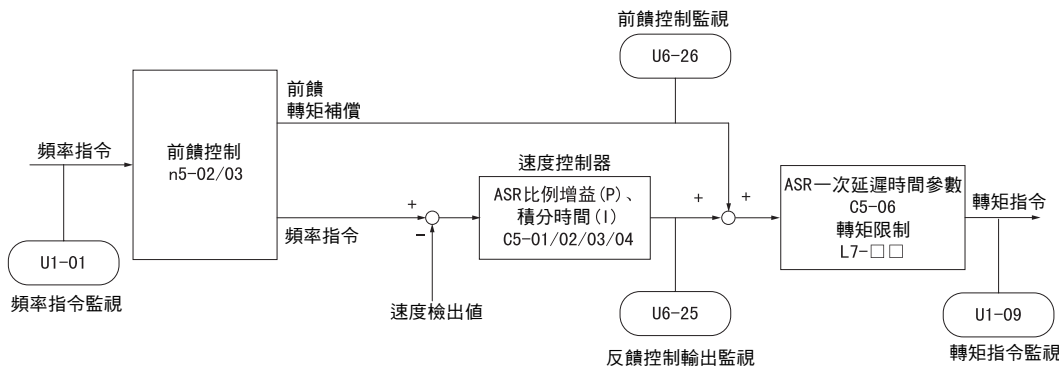 前饋控制監視
U6-26
前饋
轉矩補償
頻率指令
前饋控制
n5-02/03
速度控制器
ASR比例增益(P)、
積分時間(I)
C5-01/02/03/04
ASR一次延遲時間參數
C5-06
轉矩限制
L7-□□
轉矩指令
+
−
+
+
頻率指令
U1-01
頻率指令監視
速度檢出值
U6-25
反饋控制輸出監視
U1-09
轉矩指令監視